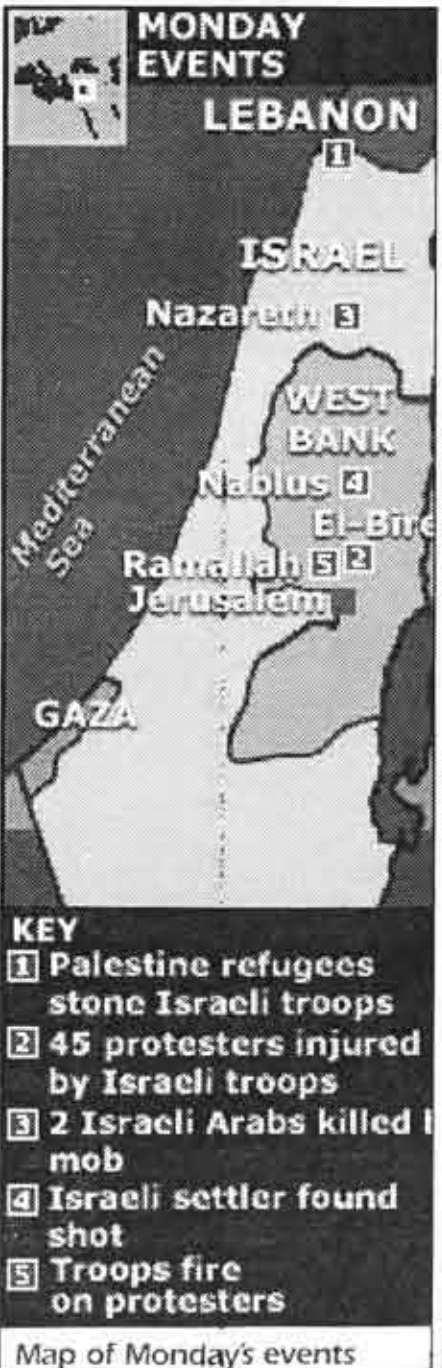 MONDAY
EVENTS
LEBANON
1
ISRAEL
Nazareth 3
Mediterranean
Sea
WEST
BANK
Nablus 4
El-Bire
Ramallah 5 2
Jerusalem
GAZA
KEY
1 Palestine refugees
stone Israeli troops
2 45 protesters injured
by Israeli troops
3 2 Israeli Arabs killed
mob
4 Israeli settler found
shot
5 Troops fire
on protesters
Map of Monday's events